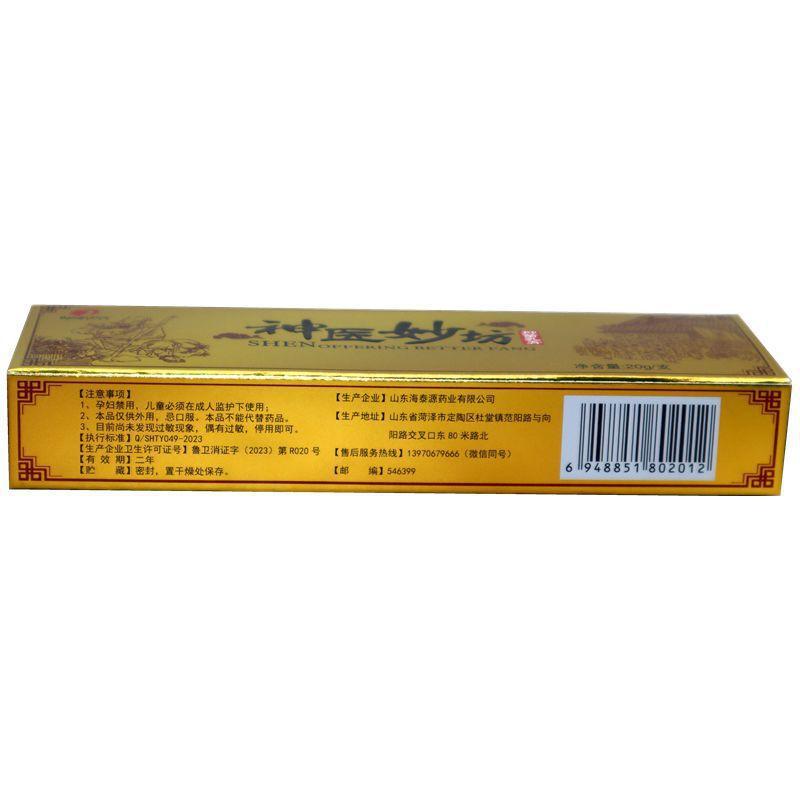 神医妙坊
SHEN OFFERING BETTER FANG
净含量 20g/支
【注意事项】
1、孕妇禁用，儿童必须在成人监护下使用；
2、本品仅供外用，忌口服。本品不能代替药品。
3、目前尚未发现过敏现象，偶有过敏，停用即可。
【执行标准】Q/SHTY049-2023
【生产企业卫生许可证号】鲁卫消证字（2023）第R020号
【有 效 期】二年
【贮 藏】密封，置干燥处保存。
【生产企业】山东海泰源药业有限公司
【生产地址】山东省菏泽市定陶区杜堂镇范阳路与向
阳路交叉口东 80 米路北
【售后服务热线】13970679666（微信同号）
【邮 编】546399
6 948851 802012